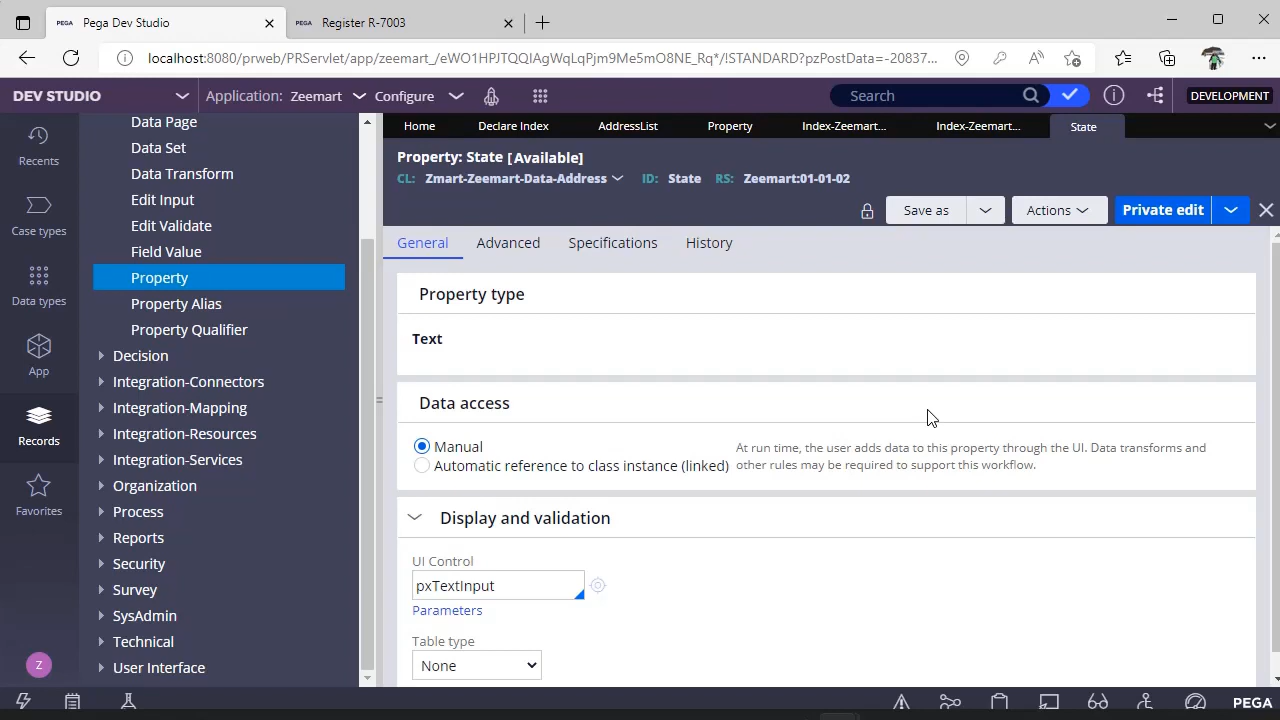 PEGA Pega Dev Studio
PEGA Register R-7003
localhost:8080/prweb/PRServlet/app/zeemart_/eWO1HPJTQQIAgWqLqPjm9Me5mO8NE_Rq*/!STANDARD?pzPostData=-20837...
DEV STUDIO
Application: Zeemart
Configure
Search
DEVELOPMENT
Recents
Case types
Data types
App
Records
Favorites
Z
Data Page
Data Set
Data Transform
Edit Input
Edit Validate
Field Value
Property
Property Alias
Property Qualifier
Decision
Integration-Connectors
Integration-Mapping
Integration-Resources
Integration-Services
Organization
Process
Reports
Security
Survey
SysAdmin
Technical
User Interface
Home
Declare Index
AddressList
Property
Index-Zeemart...
Index-Zeemart...
State
Property: State [Available]
CL: Zmart-Zeemart-Data-Address ID: State RS: Zeemart:01-01-02
Save as
Actions
Private edit
General
Advanced
Specifications
History
Property type
Text
Data access
Manual
Automatic reference to class instance (linked)
At run time, the user adds data to this property through the UI. Data transforms and
other rules may be required to support this workflow.
Display and validation
UI Control
pxTextInput
Parameters
Table type
None
PEGA